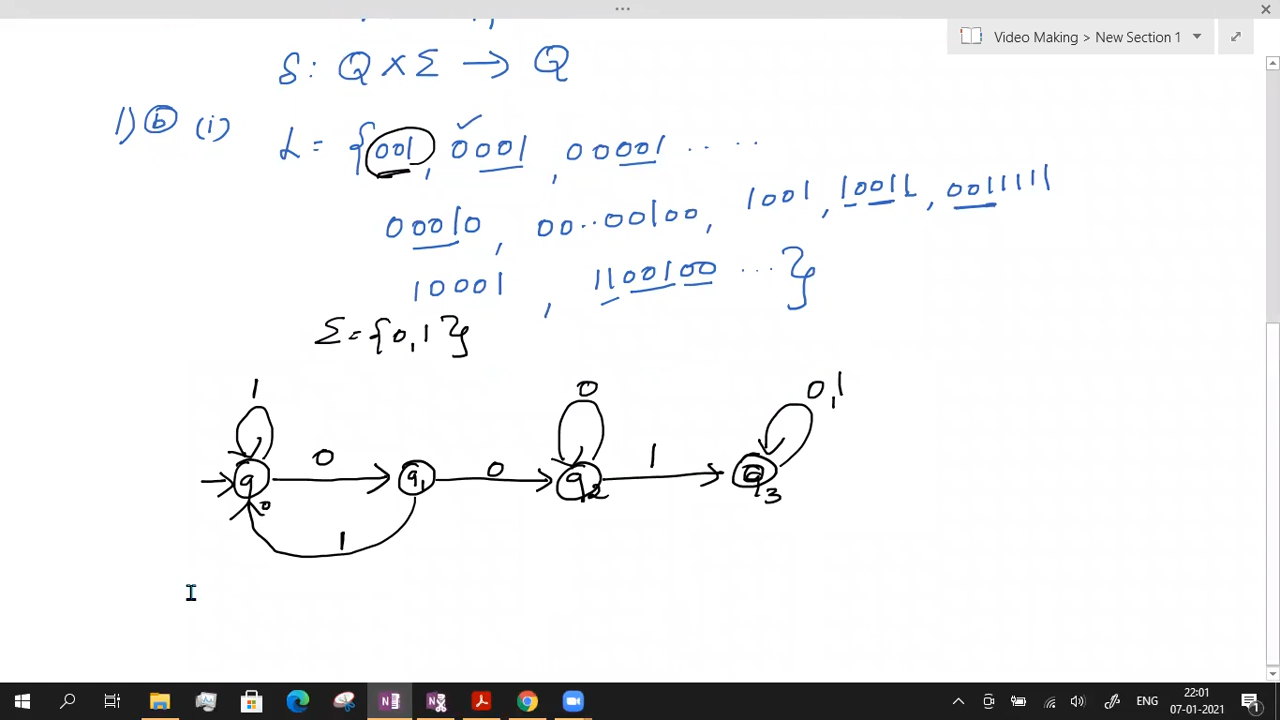 Video Making > New Section 1
δ: Q X Σ → Q
1) b (i) L = {001, 0001, 00001 .. ..
00010, 00..00100, 1001, 10011, 0011111
10001, 1100100 ... }
Σ = {0,1}
1 0 0,1
0 0 1
q0 q1 q2 q3
1
ENG 22:01
07-01-2021